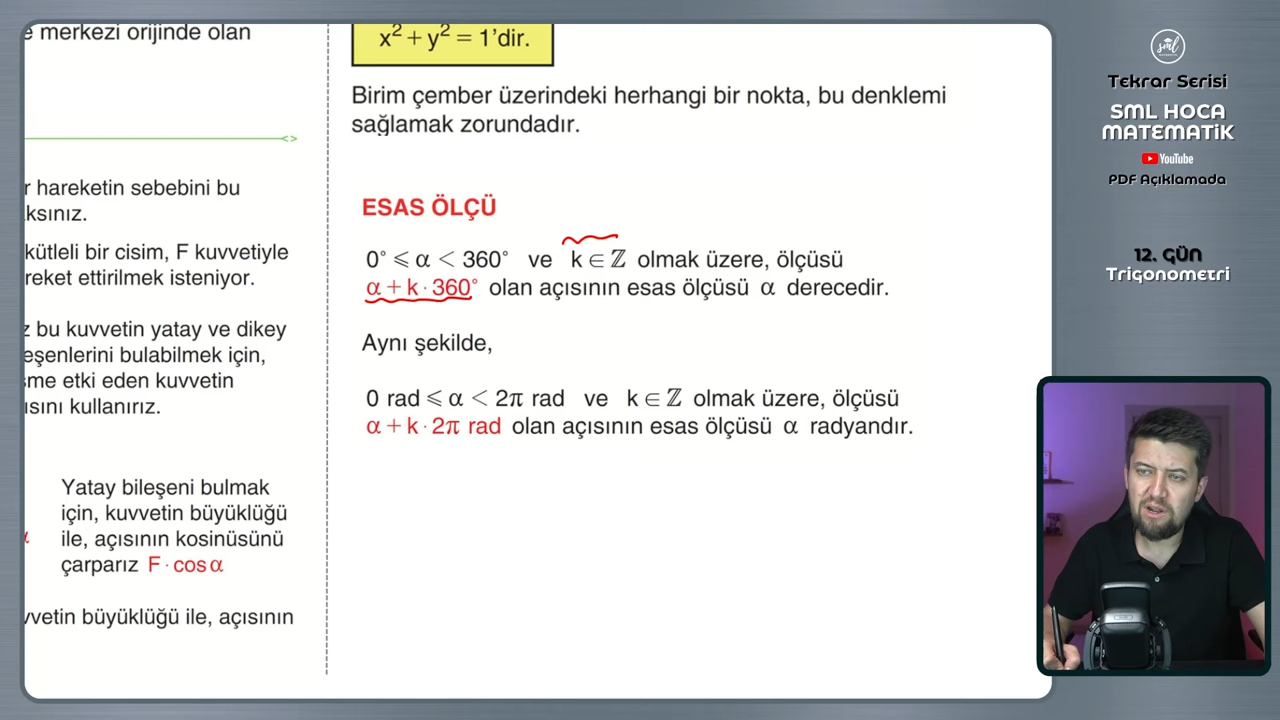 e merkezi orijinde olan
r hareketin sebebini bu
ksınız.
kütleli bir cisim, F kuvvetiyle
reket ettirilmek isteniyor.
z bu kuvvetin yatay ve dikey
eşenlerini bulabilmek için,
sme etki eden kuvvetin
ısını kullanırız.
Yatay bileşeni bulmak
için, kuvvetin büyüklüğü
ile, açısının kosinüsünü
çarparız F · cos α
vvetin büyüklüğü ile, açısının
x² + y² = 1'dir.
Birim çember üzerindeki herhangi bir nokta, bu denklemi
sağlamak zorundadır.
ESAS ÖLÇÜ
0° ⩽ α < 360° ve k ∈ ℤ olmak üzere, ölçüsü
α + k · 360° olan açısının esas ölçüsü α derecedir.
Aynı şekilde,
0 rad ⩽ α < 2π rad ve k ∈ ℤ olmak üzere, ölçüsü
α + k · 2π rad olan açısının esas ölçüsü α radyandır.
sml
Tekrar Serisi
SML HOCA
MATEMATİK
YouTube
PDF Açıklamada
12. GÜN
Trigonometri